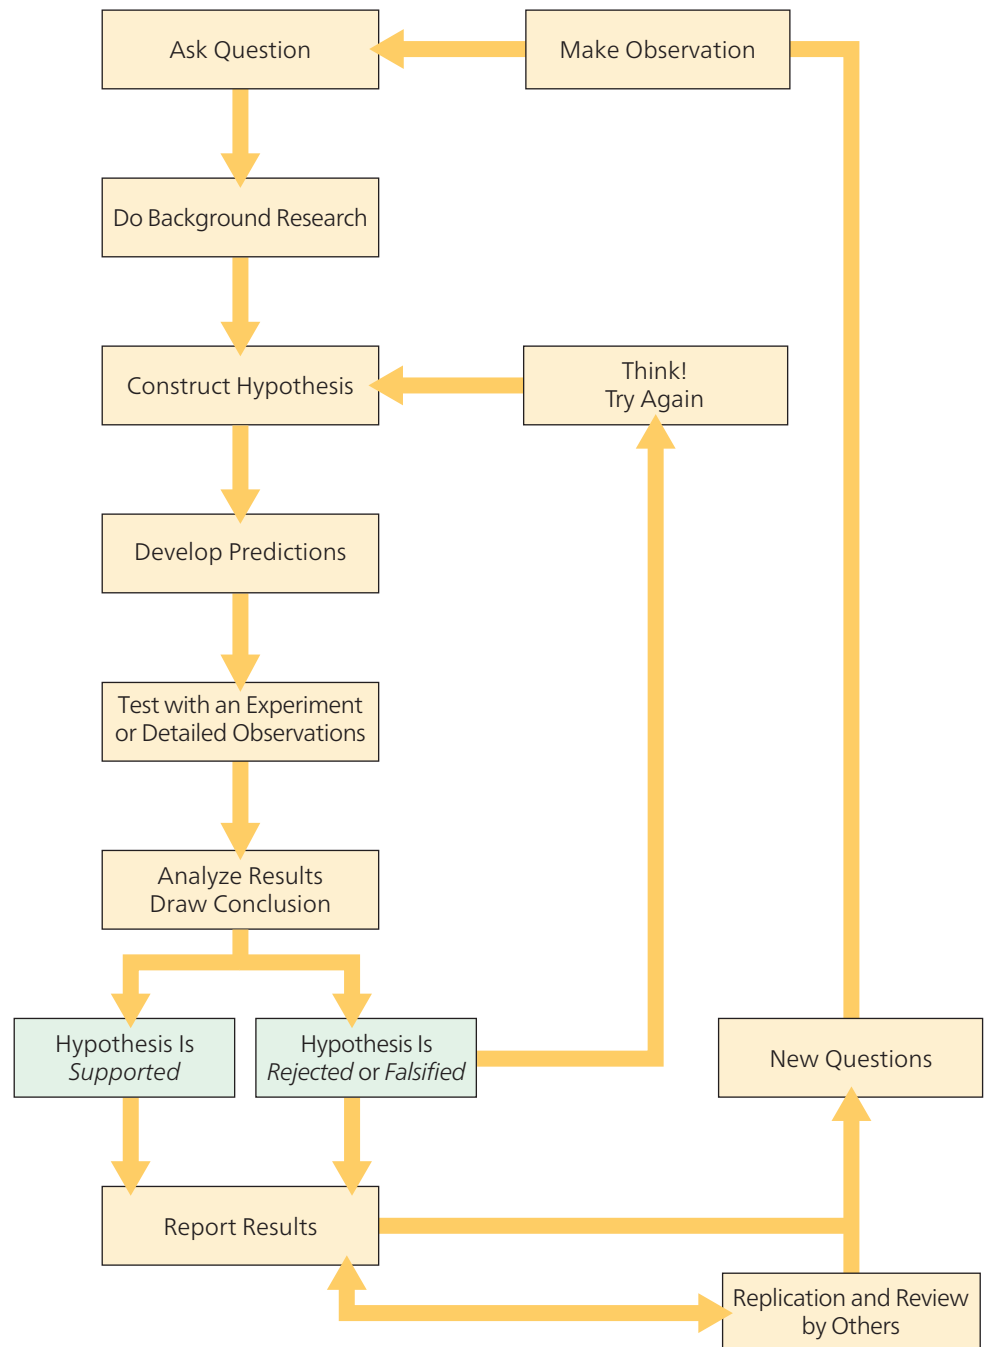 Ask Question
Make Observation
Do Background Research
Construct Hypothesis
Think!
Try Again
Develop Predictions
Test with an Experiment
or Detailed Observations
Analyze Results
Draw Conclusion
Hypothesis Is
Supported
Hypothesis Is
Rejected or Falsified
New Questions
Report Results
Replication and Review
by Others